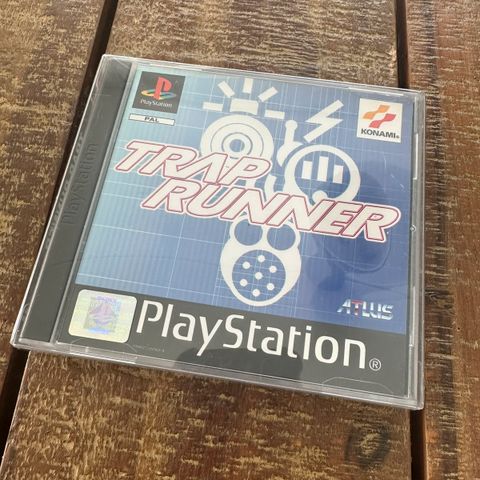 PlayStation
PAL
KONAMI®
TRAP
RUNNER
ATLUS
PlayStation®
PlayStation